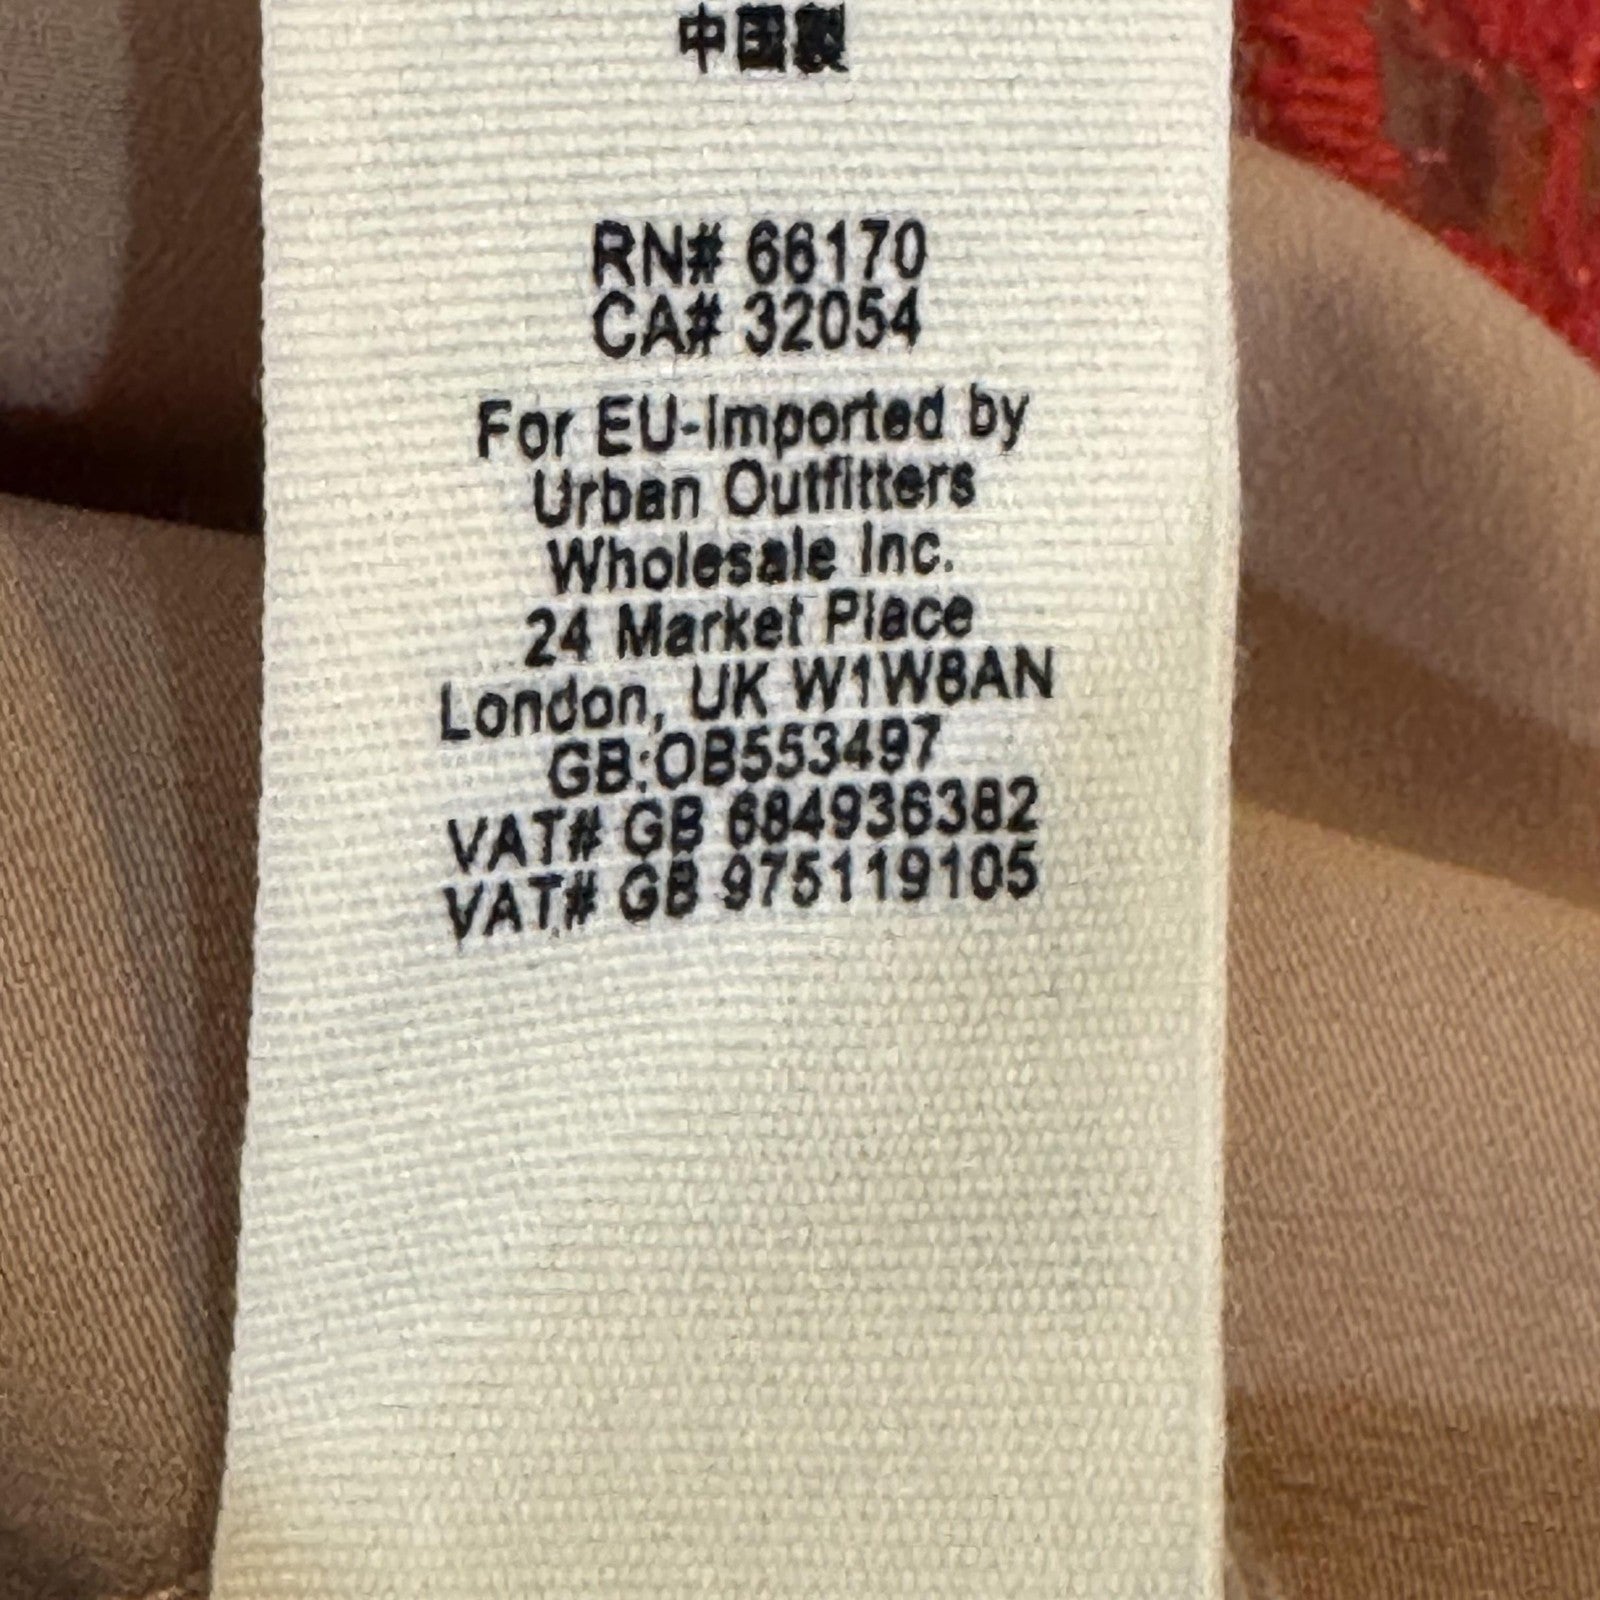 中國製
RN# 66170
CA# 32054
For EU-Imported by
Urban Outfitters
Wholesale Inc.
24 Market Place
London, UK W1W8AN
GB:OB553497
VAT# GB 684936382
VAT# GB 975119105